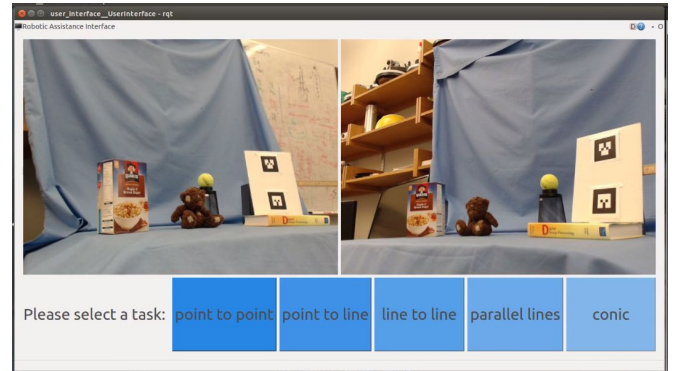 user_interface__UserInterface - rqt
Robotic Assistance Interface
Please select a task:
point to point
point to line
line to line
parallel lines
conic